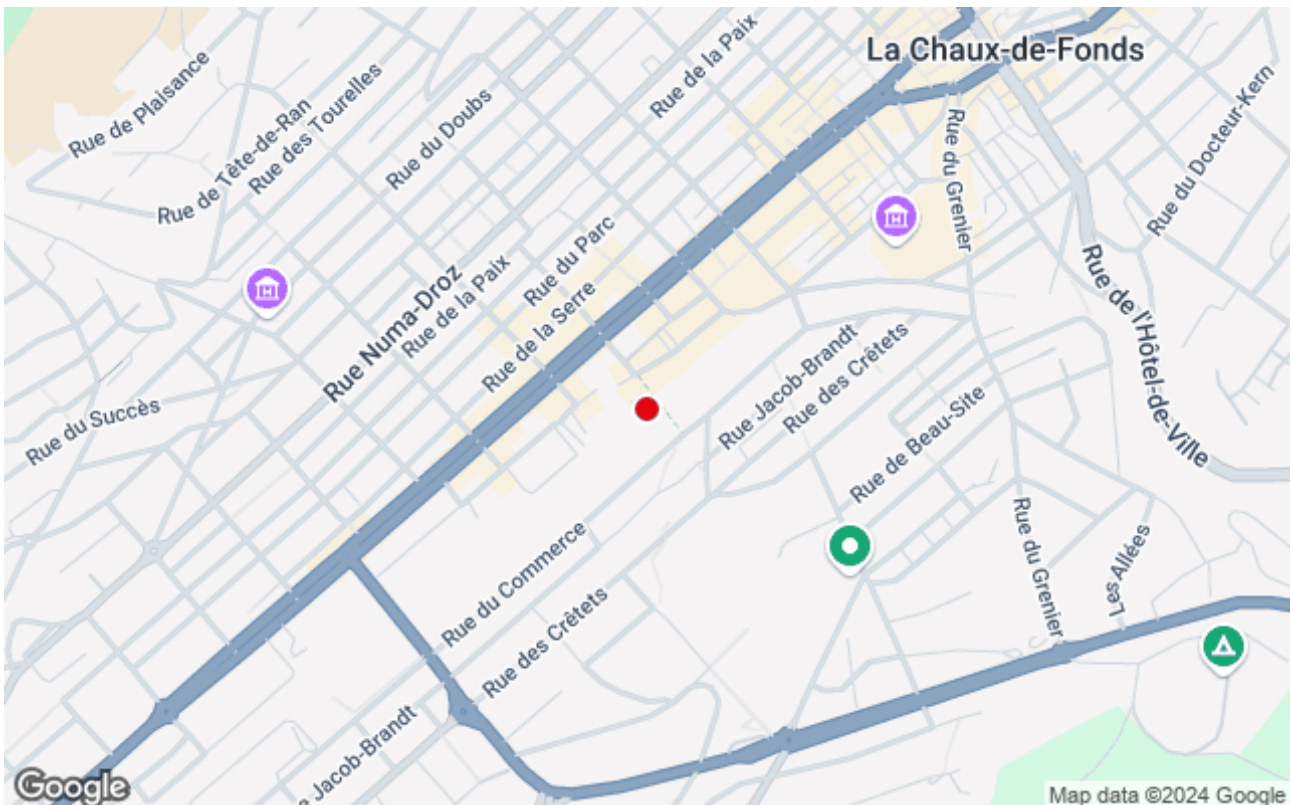 La Chaux-de-Fonds
Rue de Plaisance
Rue de Tête-de-Ran
Rue des Tourelles
Rue du Doubs
Rue de la Paix
Rue du Grenier
Rue du Docteur-Kern
Rue de l'Hôtel-de-Ville
Rue Numa-Droz
Rue de la Paix
Rue du Parc
Rue de la Serre
Rue du Succès
Rue Jacob-Brandt
Rue des Crêtets
Rue de Beau-Site
Rue du Grenier
Les Allées
Rue du Commerce
Rue des Crêtets
e Jacob-Brandt
Google
Map data ©2024 Google